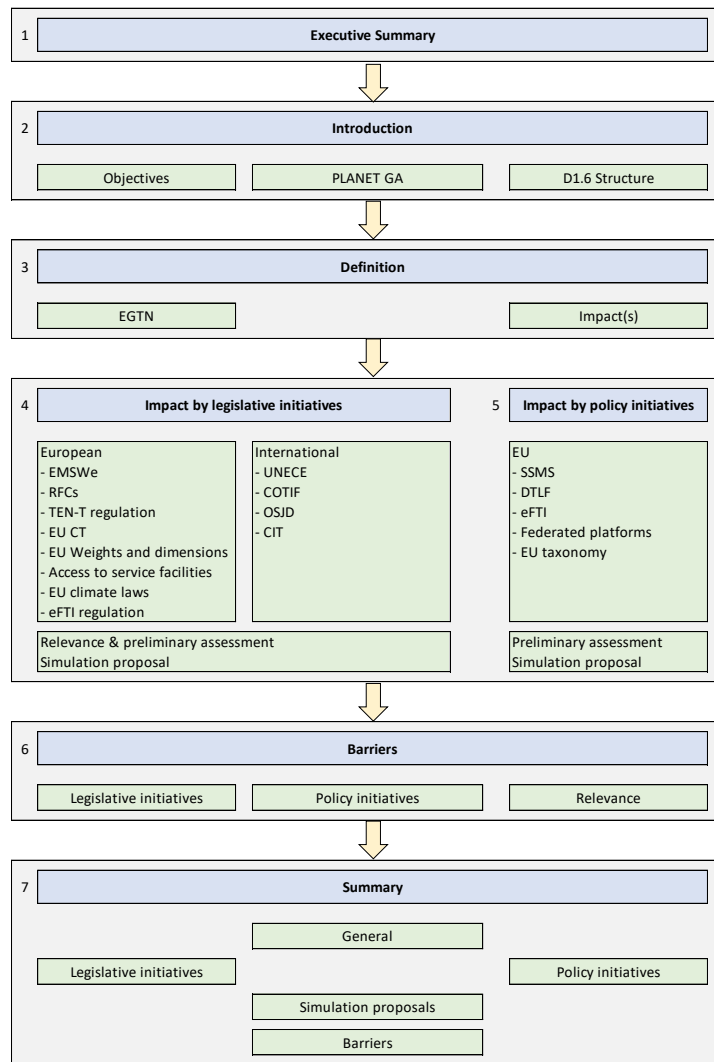 1
Executive Summary
2
Introduction
Objectives
PLANET GA
D1.6 Structure
3
Definition
EGTN
Impact(s)
4
Impact by legislative initiatives
European
- EMSWe
- RFCs
- TEN-T regulation
- EU CT
- EU Weights and dimensions
- Access to service facilities
- EU climate laws
- eFTI regulation
International
- UNECE
- COTIF
- OSJD
- CIT
Relevance & preliminary assessment
Simulation proposal
5
Impact by policy initiatives
EU
- SSMS
- DTLF
- eFTI
- Federated platforms
- EU taxonomy
Preliminary assessment
Simulation proposal
6
Barriers
Legislative initiatives
Policy initiatives
Relevance
7
Summary
General
Legislative initiatives
Policy initiatives
Simulation proposals
Barriers